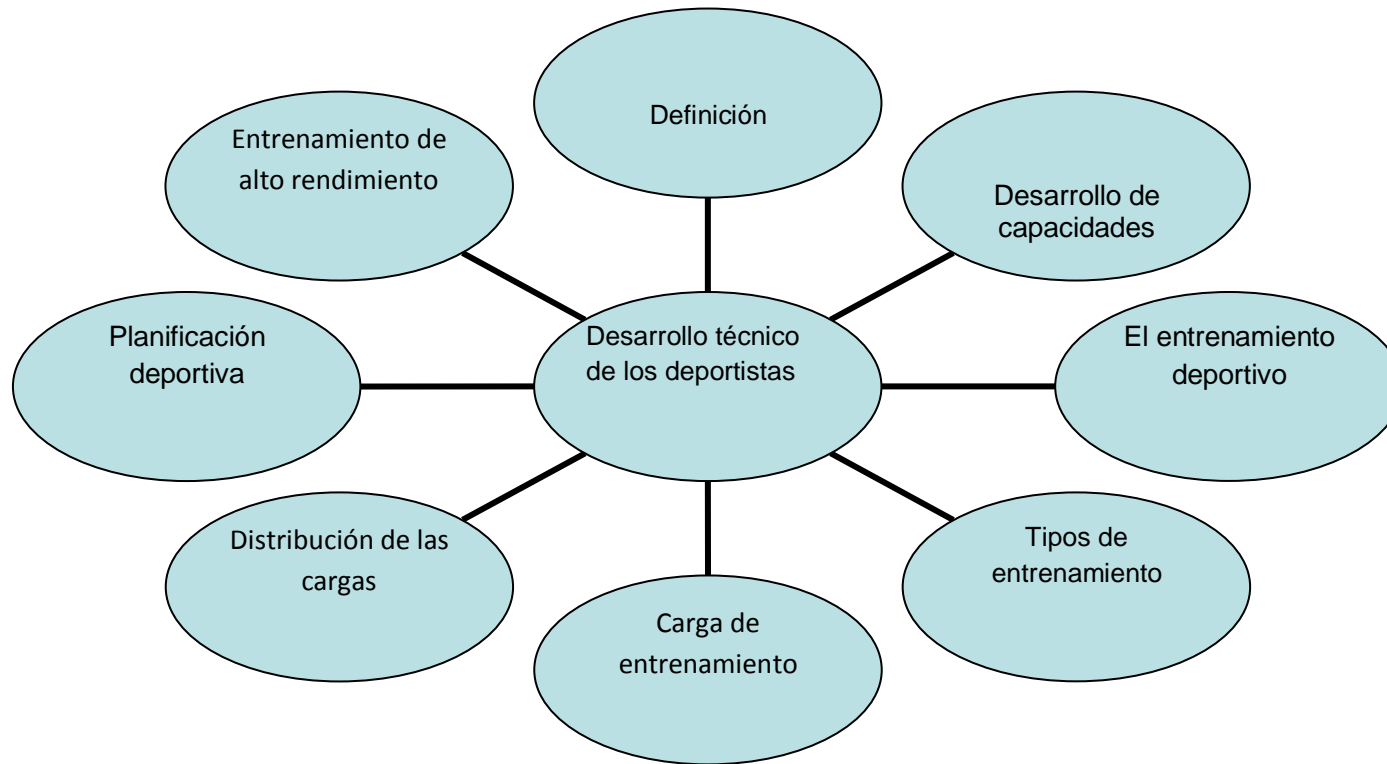 Definición
Entrenamiento de
alto rendimiento
Desarrollo de
capacidades
Planificación
deportiva
Desarrollo técnico
de los deportistas
El entrenamiento
deportivo
Distribución de las
cargas
Tipos de
entrenamiento
Carga de
entrenamiento